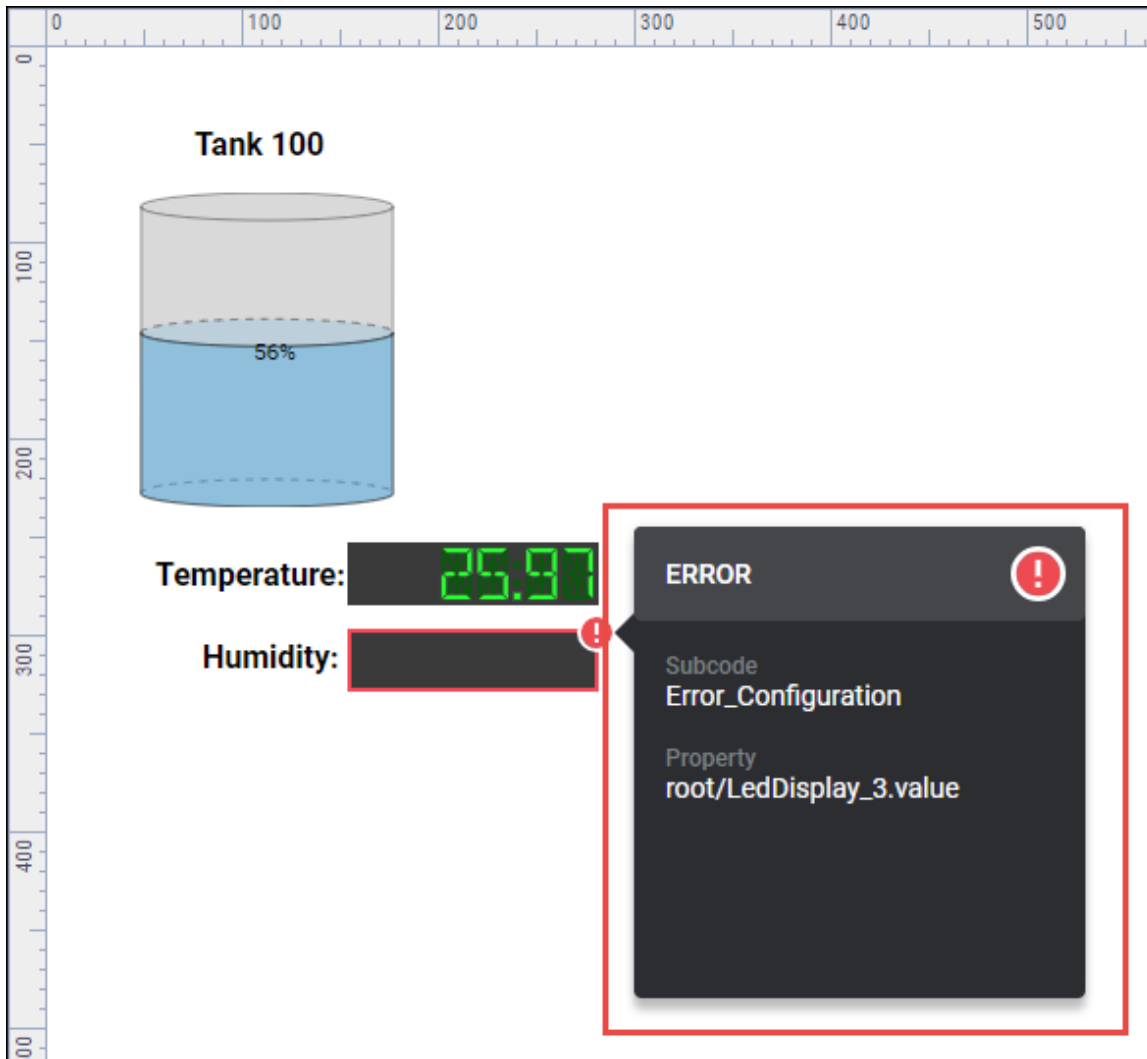 0 100 200 300 400 500
0
Tank 100
100
56%
200
Temperature: 25.97
ERROR
300
Humidity:
Subcode
Error_Configuration
Property
root/LedDisplay_3.value
400
00